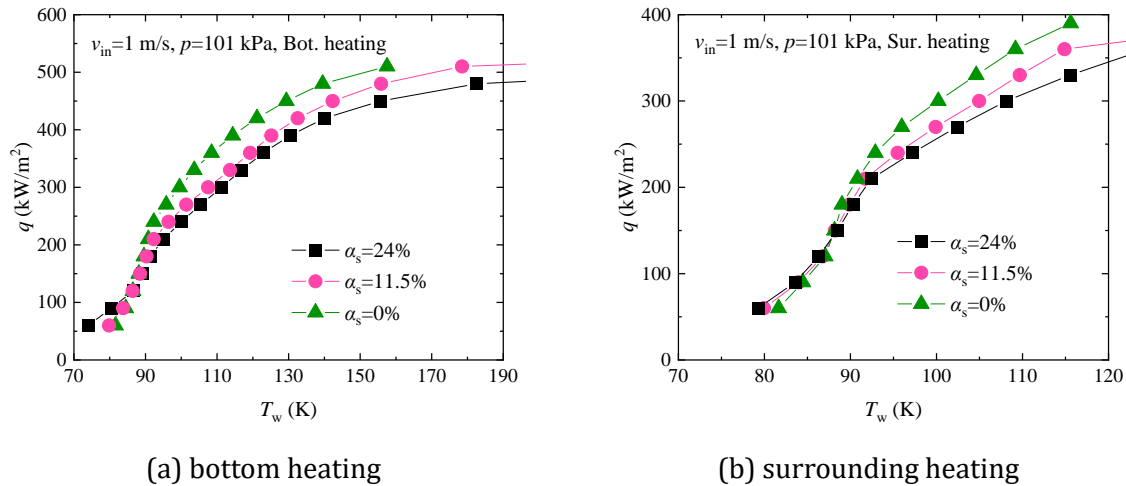 v_in=1 m/s, p=101 kPa, Bot. heating
q (kW/m²)
600
500
400
300
200
100
0
α_s=24%
α_s=11.5%
α_s=0%
70 90 110 130 150 170 190
T_w (K)
(a) bottom heating
v_in=1 m/s, p=101 kPa, Sur. heating
q (kW/m²)
400
300
200
100
0
α_s=24%
α_s=11.5%
α_s=0%
70 80 90 100 110 120
T_w (K)
(b) surrounding heating